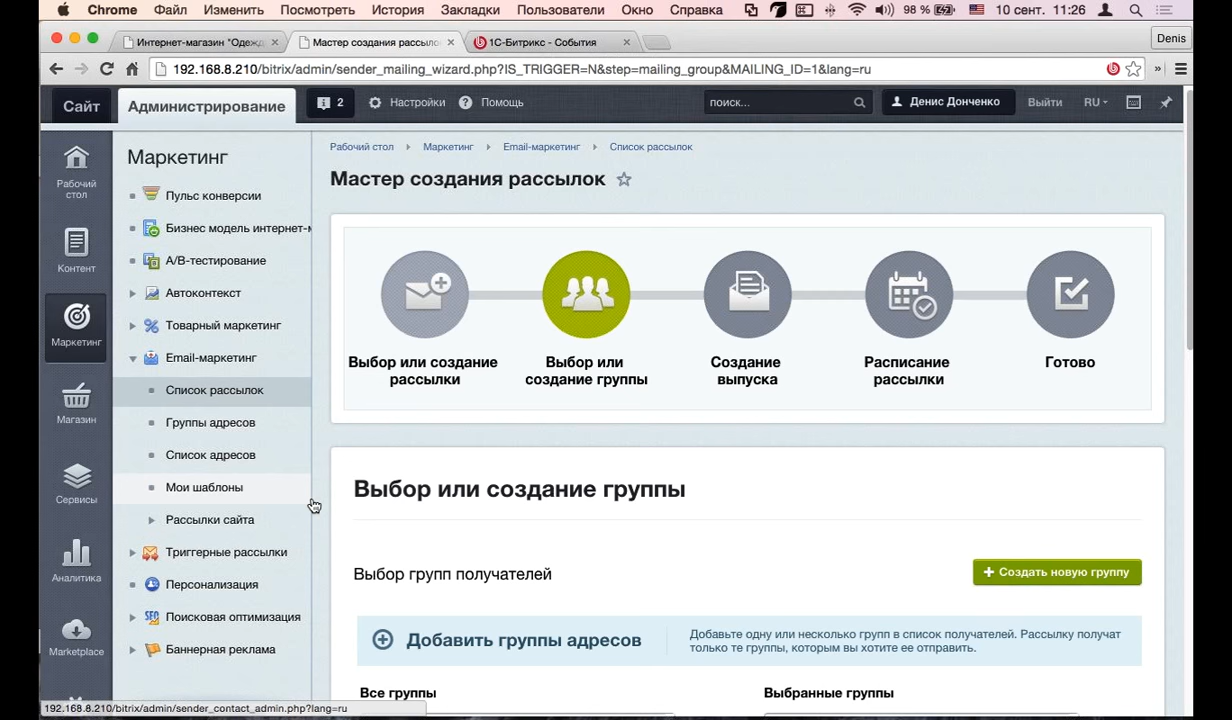 Chrome Файл Изменить Посмотреть История Закладки Пользователи Окно Справка 98 % 10 сент. 11:26
Интернет-магазин "Одеж Мастер создания рассыло 1С-Битрикс - События Denis
192.168.8.210/bitrix/admin/sender_mailing_wizard.php?IS_TRIGGER=N&step=mailing_group&MAILING_ID=1&lang=ru »
Сайт Администрирование 2 Настройки Помощь поиск... Денис Донченко Выйти RU
Рабочий
стол
Контент
Маркетинг
Магазин
Сервисы
Аналитика
Marketplace
Маркетинг
Пульс конверсии
Бизнес модель интернет-м
A/B-тестирование
Автоконтекст
Товарный маркетинг
Email-маркетинг
Список рассылок
Группы адресов
Список адресов
Мои шаблоны
Рассылки сайта
Триггерные рассылки
Персонализация
SEO Поисковая оптимизация
Баннерная реклама
Рабочий стол Маркетинг Email-маркетинг Список рассылок
Мастер создания рассылок
Выбор или создание
рассылки
Выбор или
создание группы
Создание
выпуска
Расписание
рассылки
Готово
Выбор или создание группы
Выбор групп получателей
+ Создать новую группу
Добавить группы адресов
Добавьте одну или несколько групп в список получателей. Рассылку получат
только те группы, которым вы хотите ее отправить.
Все группы Выбранные группы
192.168.8.210/bitrix/admin/sender_contact_admin.php?lang=ru